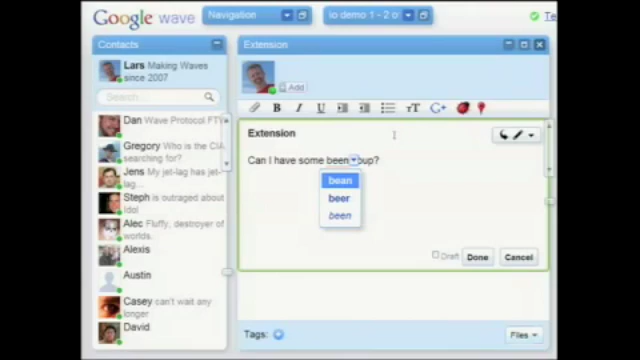 Google wave
Navigation
io demo 1 - 2 o
Te
Contacts
Lars Making Waves
since 2007
Search...
Dan Wave Protocol FTW
Gregory Who is the CIA
searching for?
Jens My jet-lag has jet-
lag...
Steph is outraged about
Idol
Alec Fluffy, destroyer of
worlds.
Alexis
Austin
Casey can't wait any
longer
David
Extension
Add
B I U TT G+
Extension
Can I have some been oup?
bean
beer
been
Draft Done Cancel
Tags:
Files